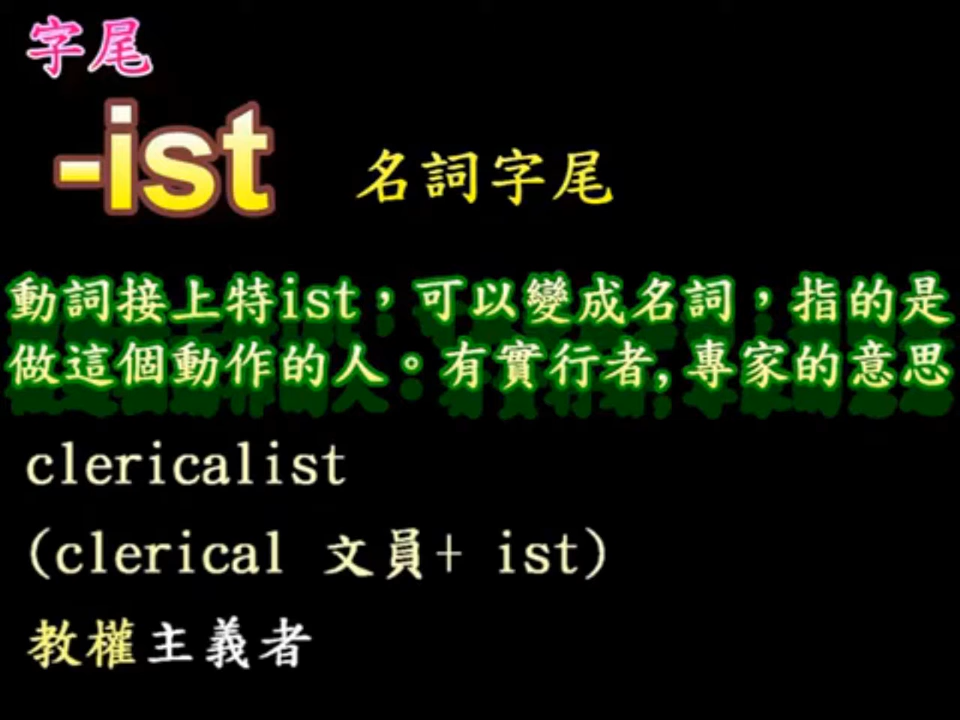 字尾
-ist 名詞字尾
動詞接上特ist，可以變成名詞，指的是
做這個動作的人。有實行者,專家的意思
clericalist
(clerical 文員+ ist)
教權主義者